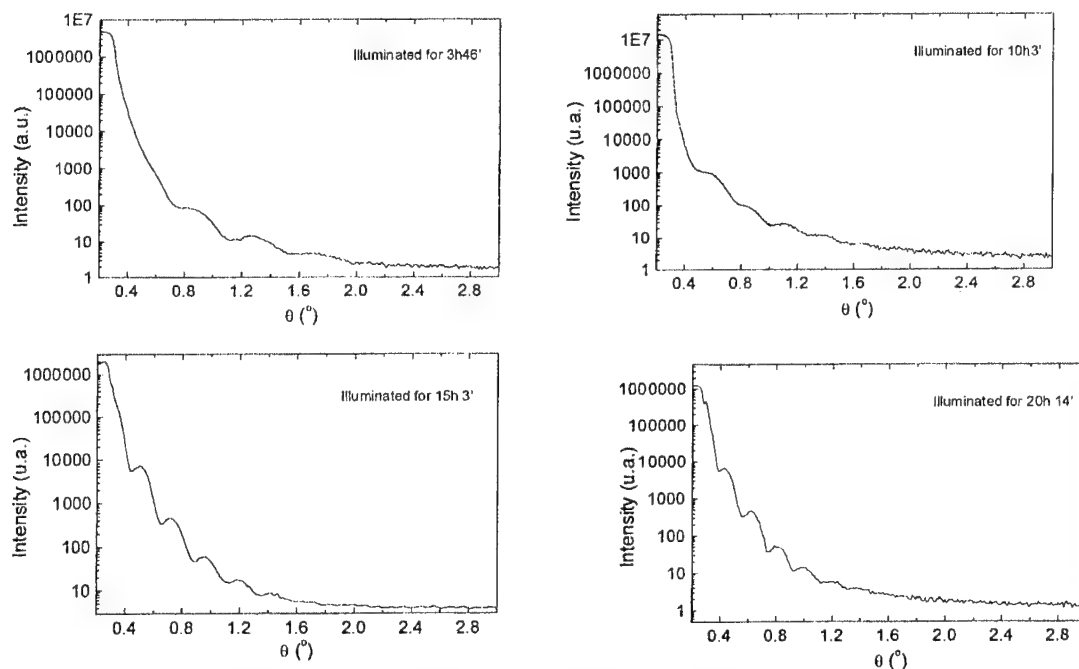 Illuminated for 3h46'
Intensity (a.u.)
1E7
1000000
100000
10000
1000
100
10
1
0.4 0.8 1.2 1.6 2.0 2.4 2.8
θ (°)
Illuminated for 10h3'
Intensity (u.a.)
1E7
1000000
100000
10000
1000
100
10
1
0.4 0.8 1.2 1.6 2.0 2.4 2.8
θ (°)
Illuminated for 15h 3'
Intensity (u.a.)
1000000
100000
10000
1000
100
10
0.4 0.8 1.2 1.6 2.0 2.4 2.8
θ (°)
Illuminated for 20h 14'
Intensity (u.a.)
1000000
100000
10000
1000
100
10
1
0.4 0.8 1.2 1.6 2.0 2.4 2.8
θ (°)